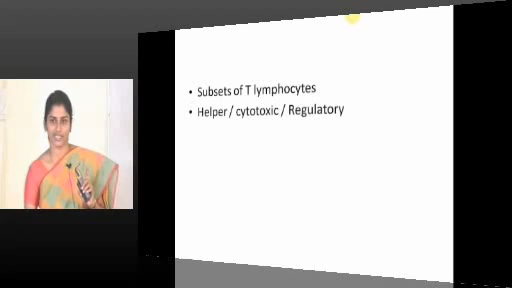 • Subsets of T lymphocytes
• Helper / cytotoxic / Regulatory